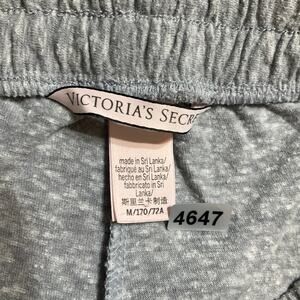 VICTORIA'S SECRE
made in Sri Lanka/
fabriqué au Sri Lanka/
hecho en Sri Lanka/
fabbricato in
Sri Lanka/
斯里兰卡制造
M/170/72A
4647